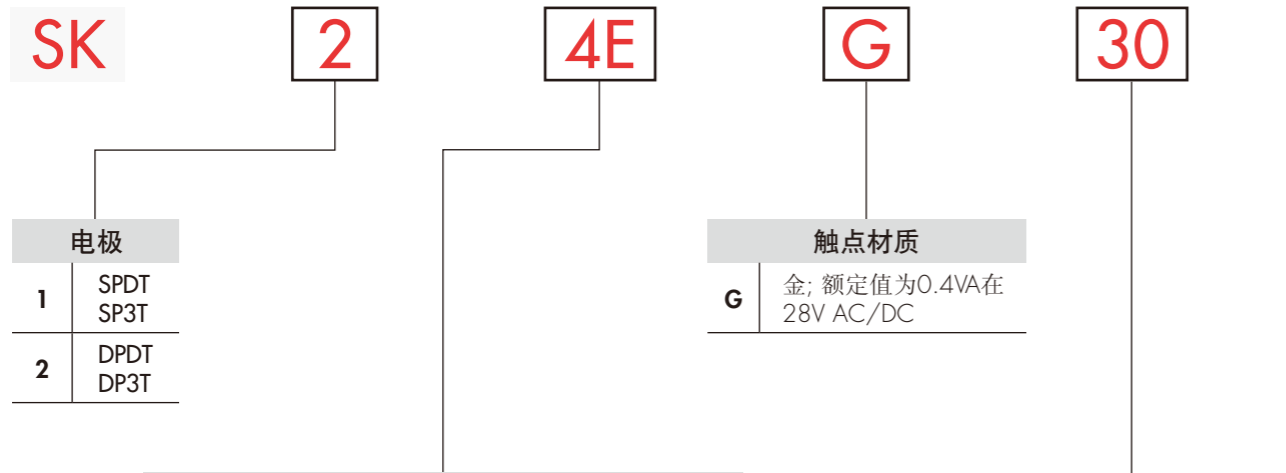 SK 2 4E G 30
电极
1 SPDT
SP3T
2 DPDT
DP3T
触点材质
G 金; 额定值为0.4VA在
28V AC/DC